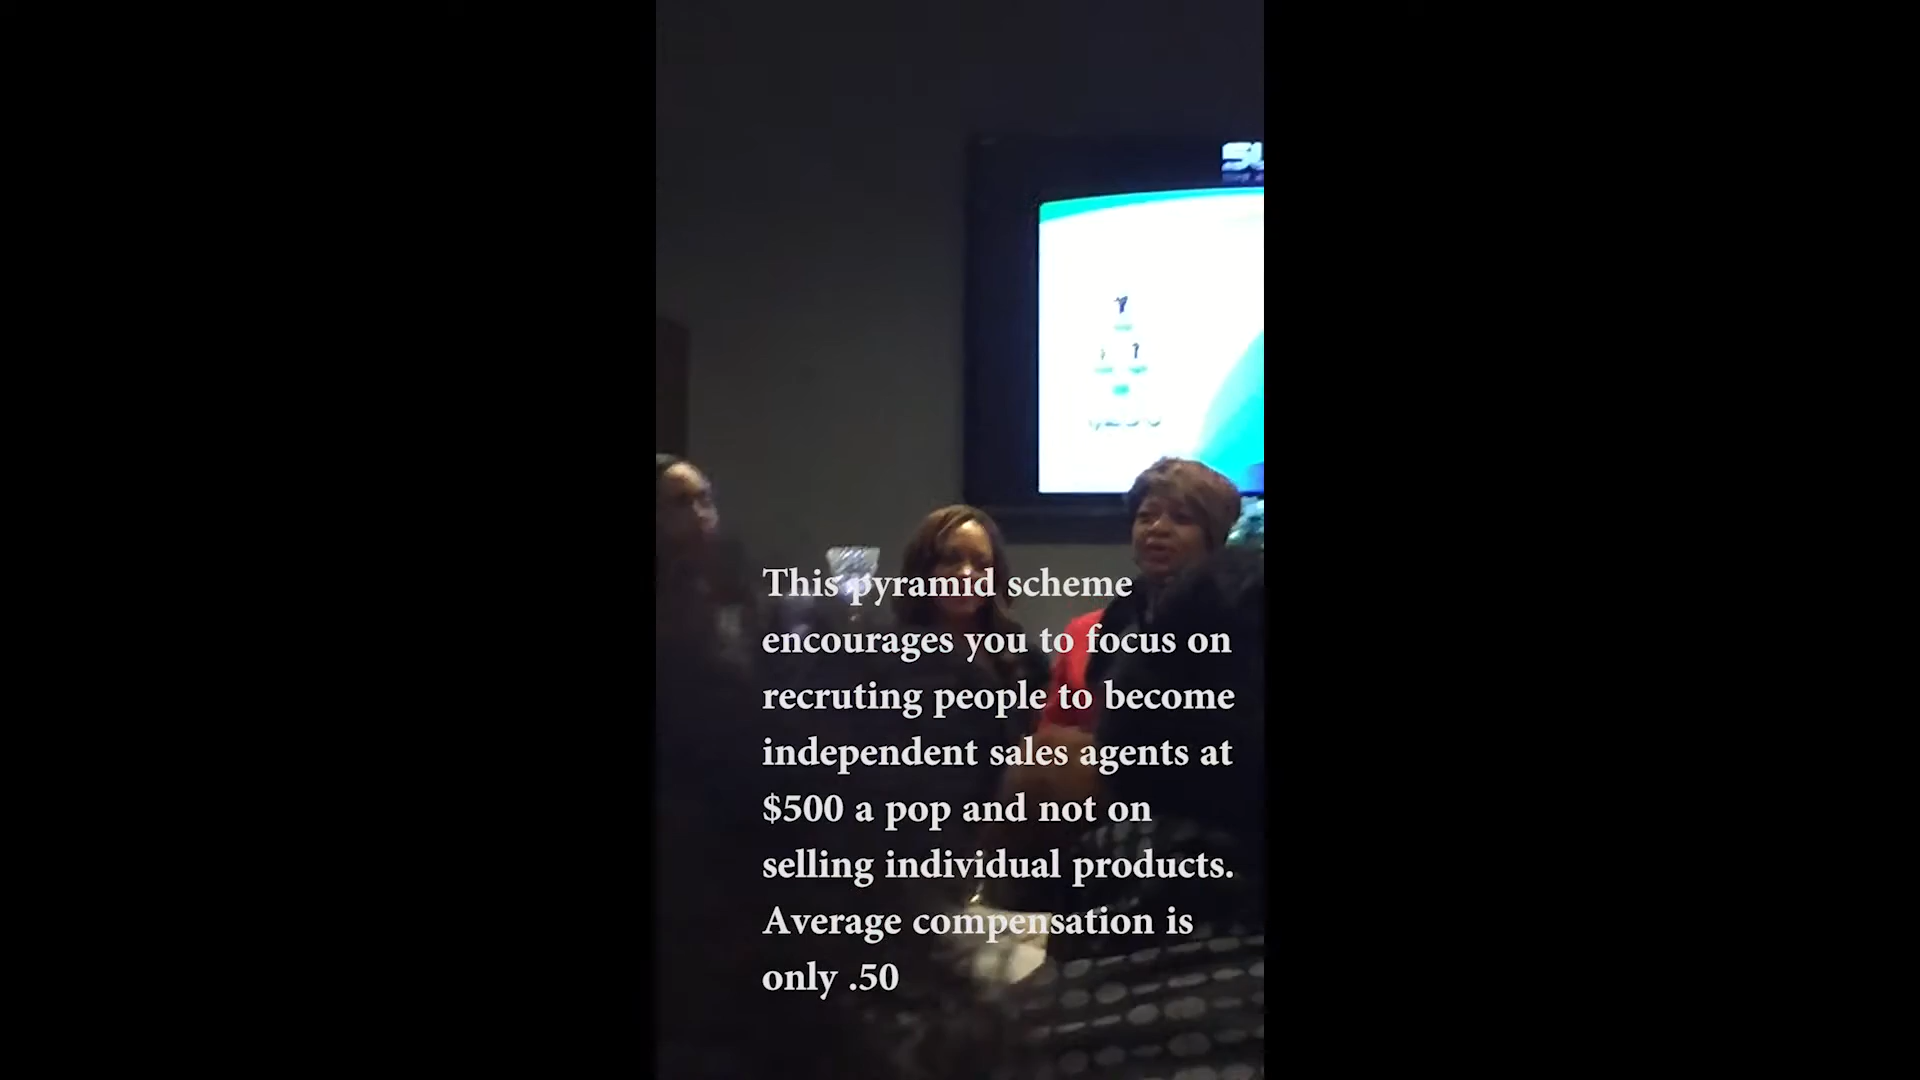 This pyramid scheme
encourages you to focus on
recruting people to become
independent sales agents at
$500 a pop and not on
selling individual products.
Average compensation is
only .50